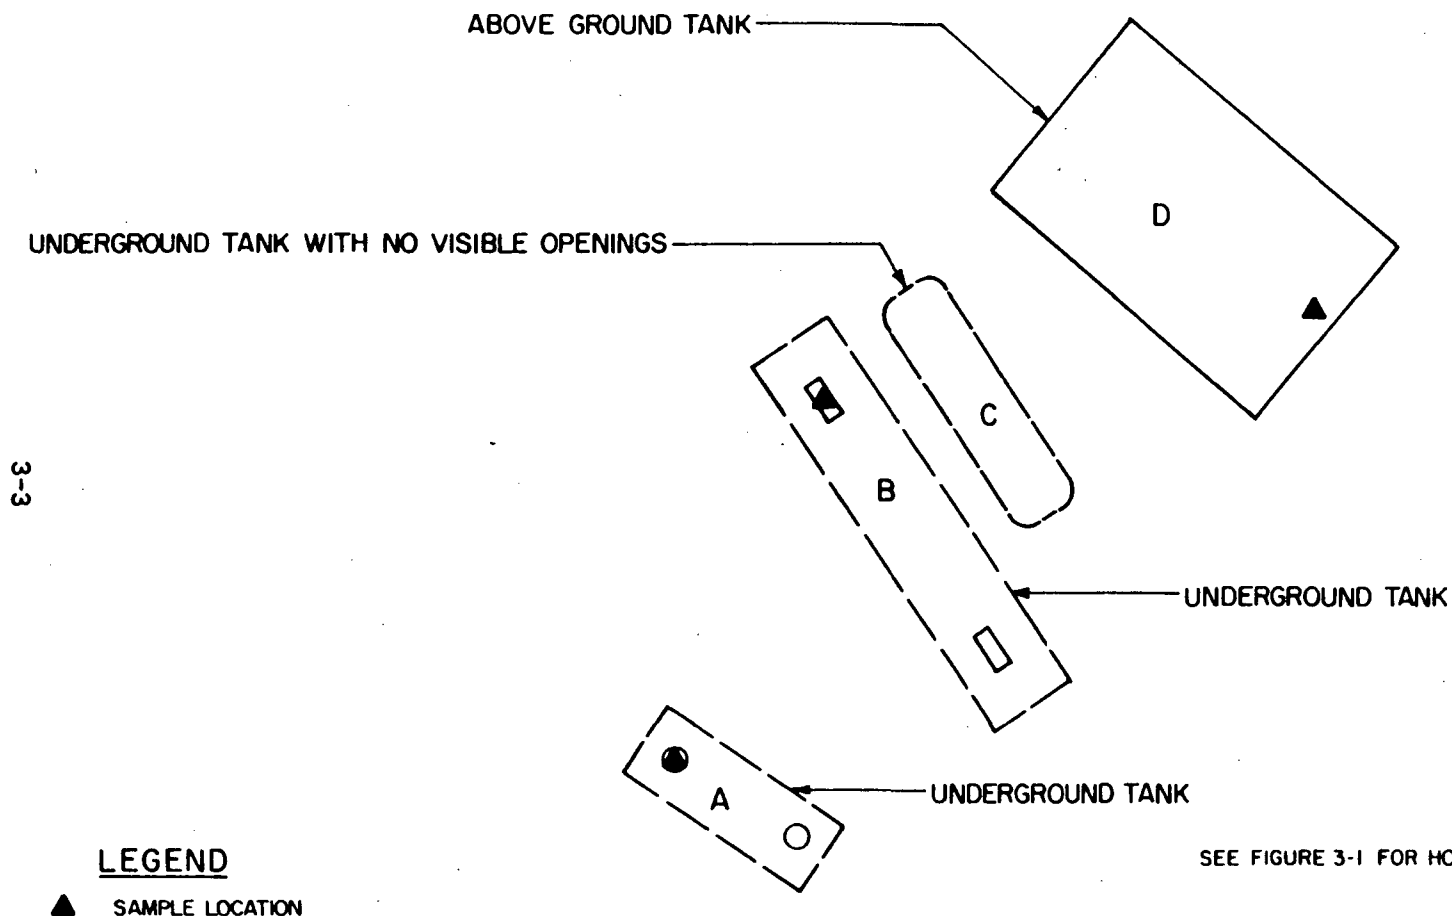 ABOVE GROUND TANK
D
UNDERGROUND TANK WITH NO VISIBLE OPENINGS
C
B
3-3
UNDERGROUND TANK
A
UNDERGROUND TANK
LEGEND
SEE FIGURE 3-1 FOR HO
SAMPLE LOCATION